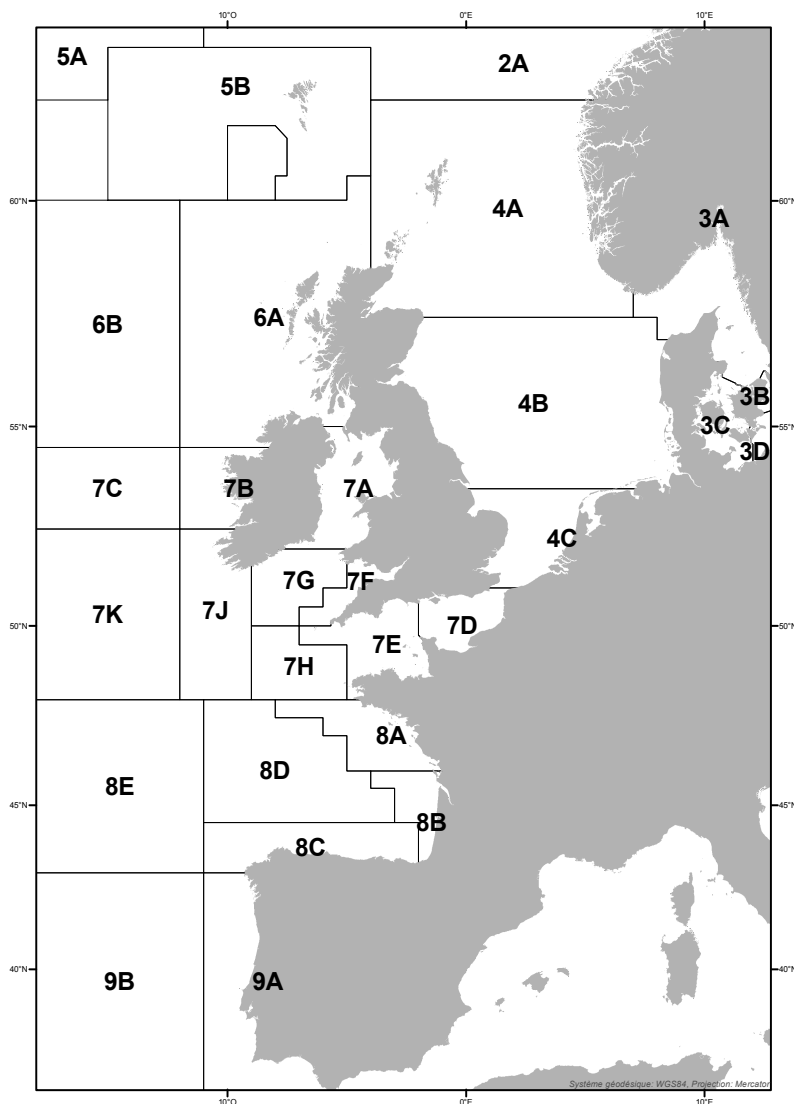 10°O 0°E 10°E
5A
2A
5B
60°N 60°N
4A
3A
6B
6A
4B
3B
55°N 55°N
3C
3D
7C
7B
7A
4C
7G
7F
7K
7J
50°N 50°N
7D
7E
7H
8A
8D
8E
45°N 45°N
8B
8C
40°N 40°N
9B
9A
Système géodésique: WGS84, Projection: Mercator
10°O 0°E 10°E